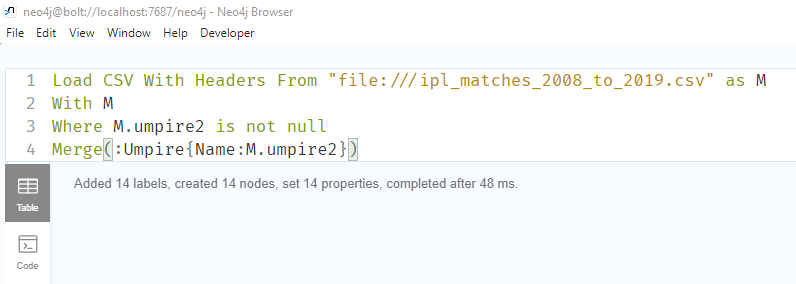 neo4j@bolt://localhost:7687/neo4j - Neo4j Browser
File Edit View Window Help Developer
1 Load CSV With Headers From "file:///ipl_matches_2008_to_2019.csv" as M
2 With M
3 Where M.umpire2 is not null
4 Merge(:Umpire{Name:M.umpire2})
Added 14 labels, created 14 nodes, set 14 properties, completed after 48 ms.
Table
Code